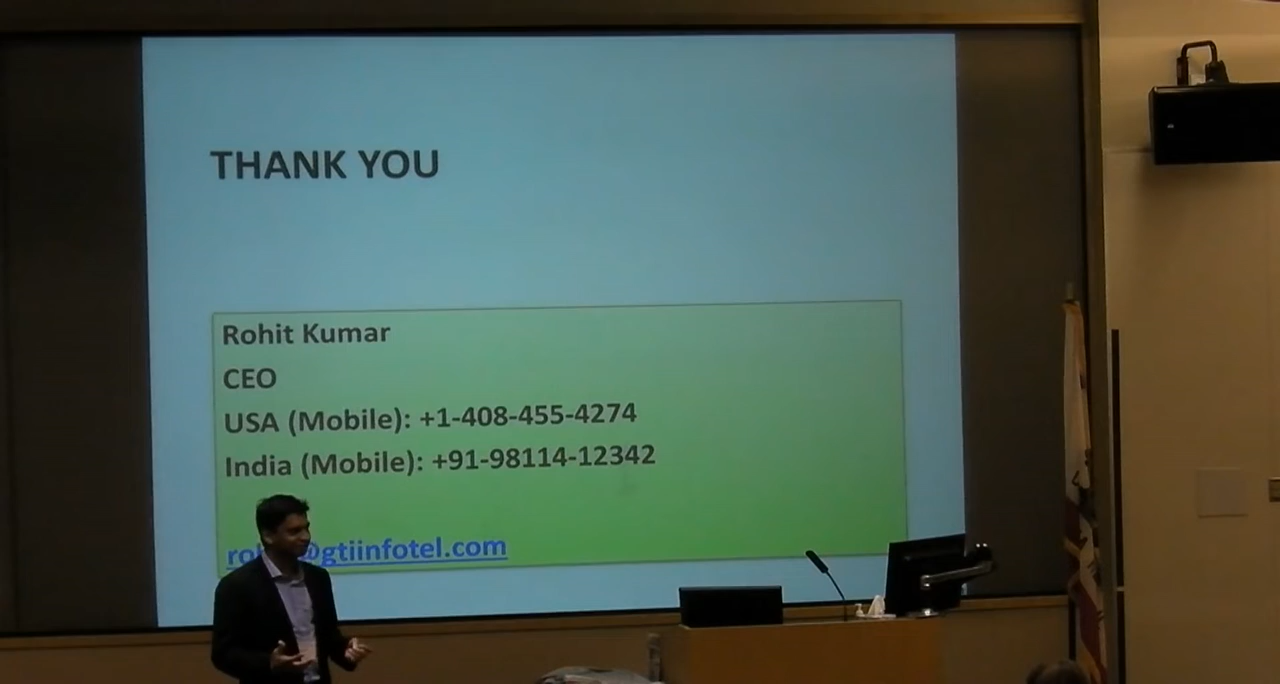 THANK YOU
Rohit Kumar
CEO
USA (Mobile): +1-408-455-4274
India (Mobile): +91-98114-12342
@gtiinfotel.com